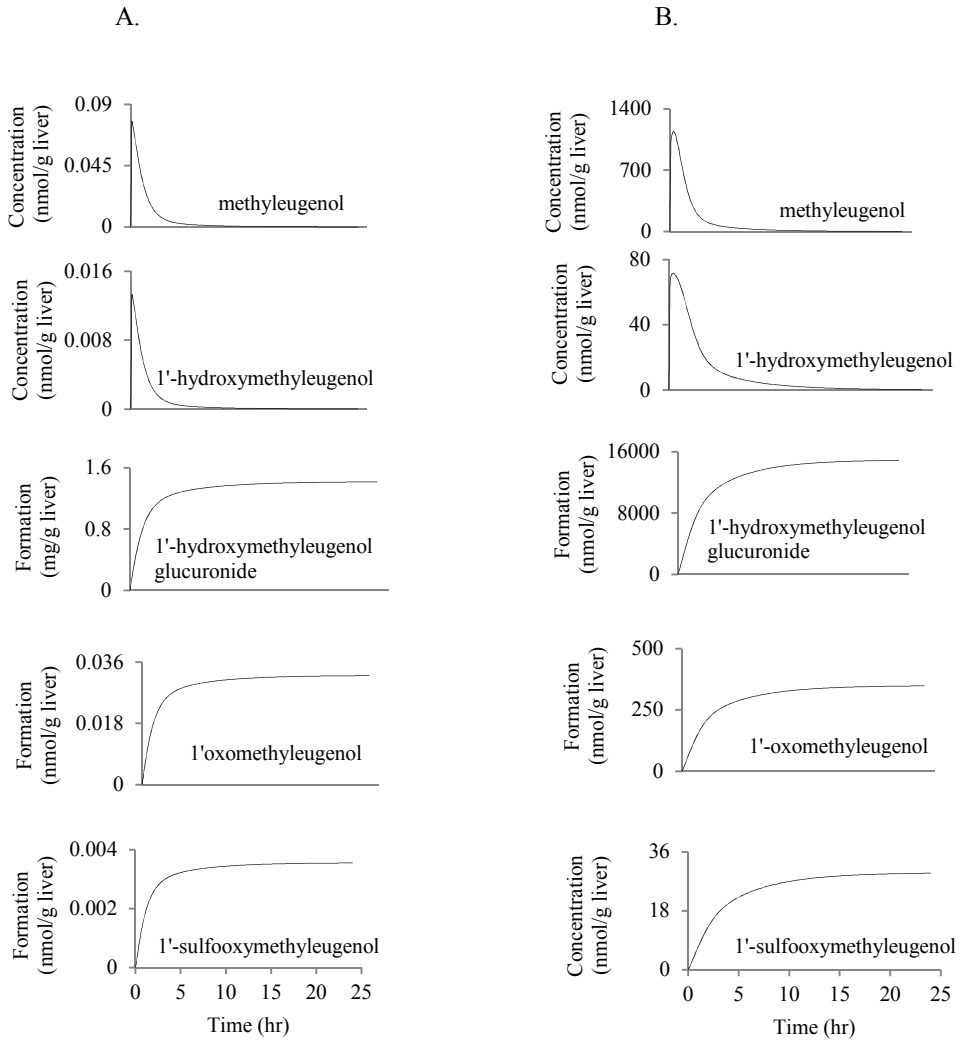 A.
Concentration
(nmol/g liver)
0.09
0.045
0
methyleugenol
Concentration
(nmol/g liver)
0.016
0.008
0
1'-hydroxymethyleugenol
Formation
(mg/g liver)
1.6
0.8
0
1'-hydroxymethyleugenol
glucuronide
Formation
(nmol/g liver)
0.036
0.018
0
1'oxomethyleugenol
Formation
(nmol/g liver)
0.004
0.002
0
1'-sulfooxymethyleugenol
0 5 10 15 20 25
Time (hr)
B.
Concentration
(nmol/g liver)
1400
700
0
methyleugenol
Concentration
(nmol/g liver)
80
40
0
1'-hydroxymethyleugenol
Formation
(nmol/g liver)
16000
8000
0
1'-hydroxymethyleugenol
glucuronide
Formation
(nmol/g liver)
500
250
0
1'-oxomethyleugenol
Concentration
(nmol/g liver)
36
18
0
1'-sulfooxymethyleugenol
0 5 10 15 20 25
Time (hr)